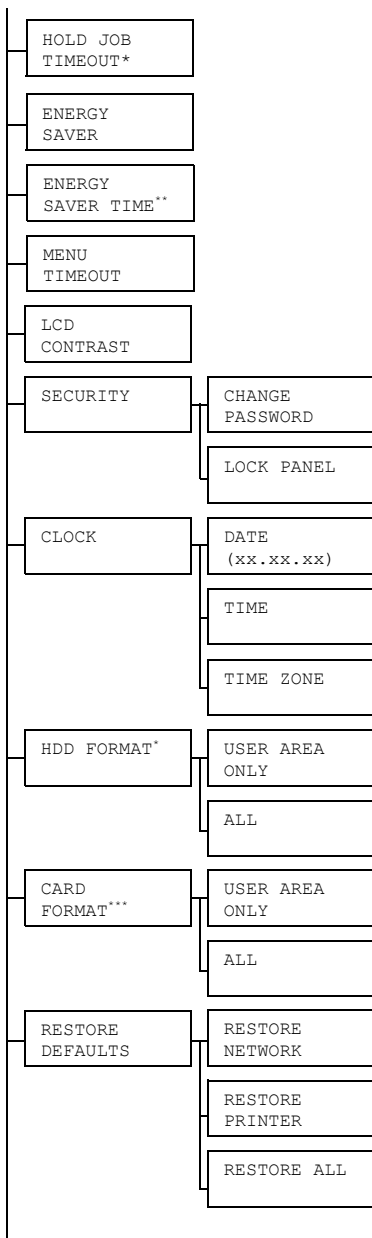 HOLD JOB
TIMEOUT*
ENERGY
SAVER
ENERGY
SAVER TIME**
MENU
TIMEOUT
LCD
CONTRAST
SECURITY
CHANGE
PASSWORD
LOCK PANEL
CLOCK
DATE
(xx.xx.xx)
TIME
TIME ZONE
HDD FORMAT*
USER AREA
ONLY
ALL
CARD
FORMAT***
USER AREA
ONLY
ALL
RESTORE
DEFAULTS
RESTORE
NETWORK
RESTORE
PRINTER
RESTORE ALL